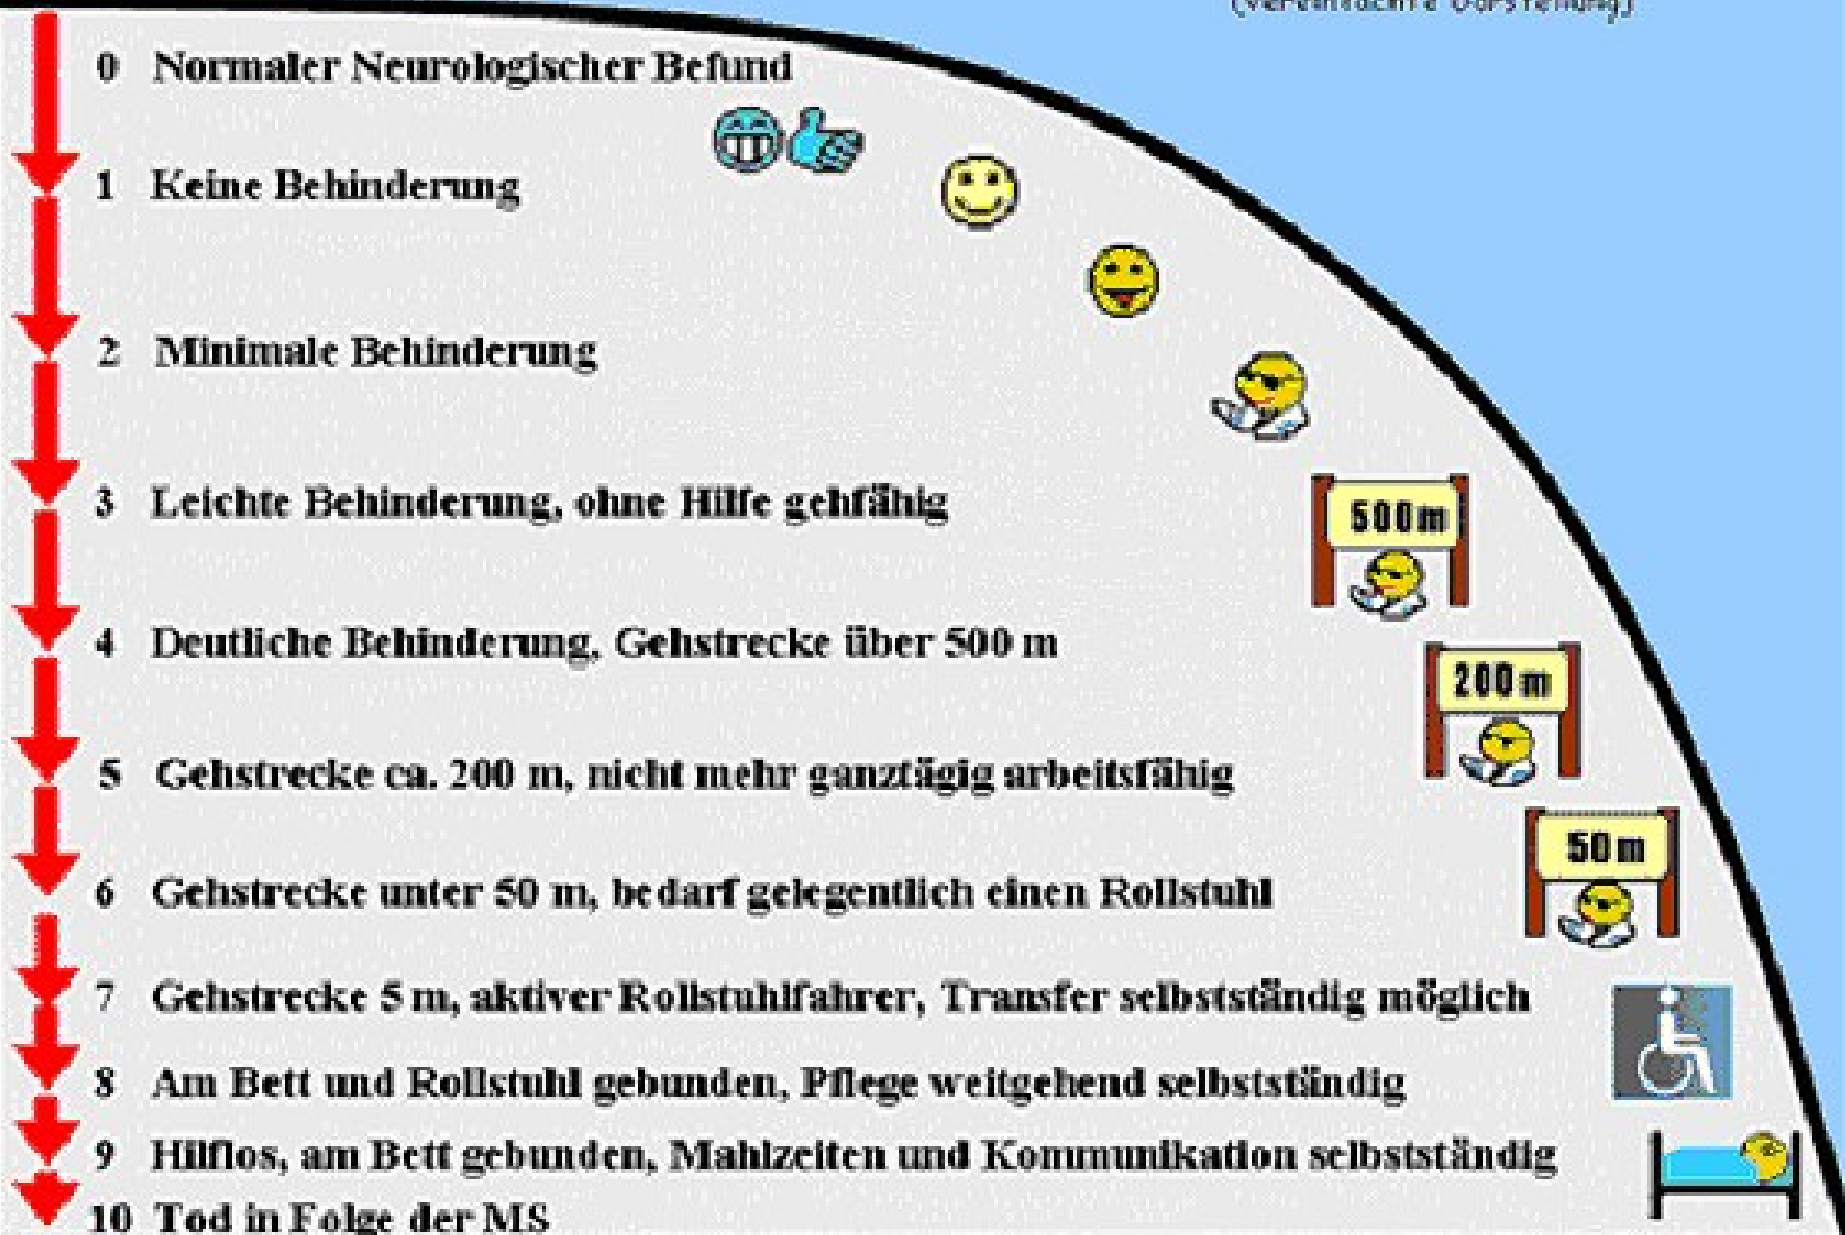 (vereinfachte Darstellung)
0 Normaler Neurologischer Befund
1 Keine Behinderung
2 Minimale Behinderung
3 Leichte Behinderung, ohne Hilfe gehfähig
500m
4 Deutliche Behinderung, Gehstrecke über 500 m
200m
5 Gehstrecke ca. 200 m, nicht mehr ganztägig arbeitsfähig
50m
6 Gehstrecke unter 50 m, bedarf gelegentlich einen Rollstuhl
7 Gehstrecke 5 m, aktiver Rollstuhlfahrer, Transfer selbstständig möglich
8 Am Bett und Rollstuhl gebunden, Pflege weitgehend selbstständig
9 Hilflos, am Bett gebunden, Mahlzeiten und Kommunikation selbstständig
10 Tod in Folge der MS